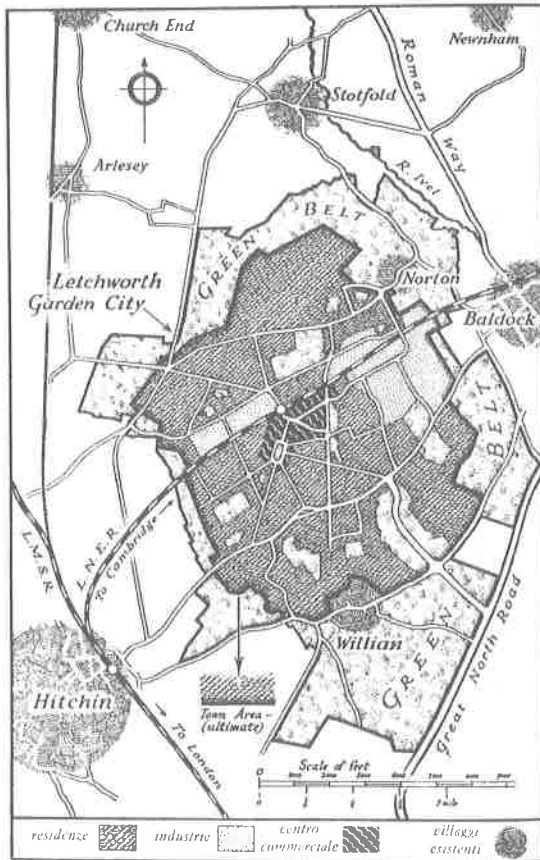 Church End
Newnham
Stotfold
Roman Way
Arlesey
R. Ivel
GREEN BELT
Norton
Letchworth
Garden City
Baldock
BELT
L.M.S.R.
L.N.E.R.
To Cambridge
Willian
GREEN
Great North Road
Hitchin
Town Area -
(ultimate)
To London
Scale of feet
residenze
industrie
centro
commerciale
villaggi
esistenti